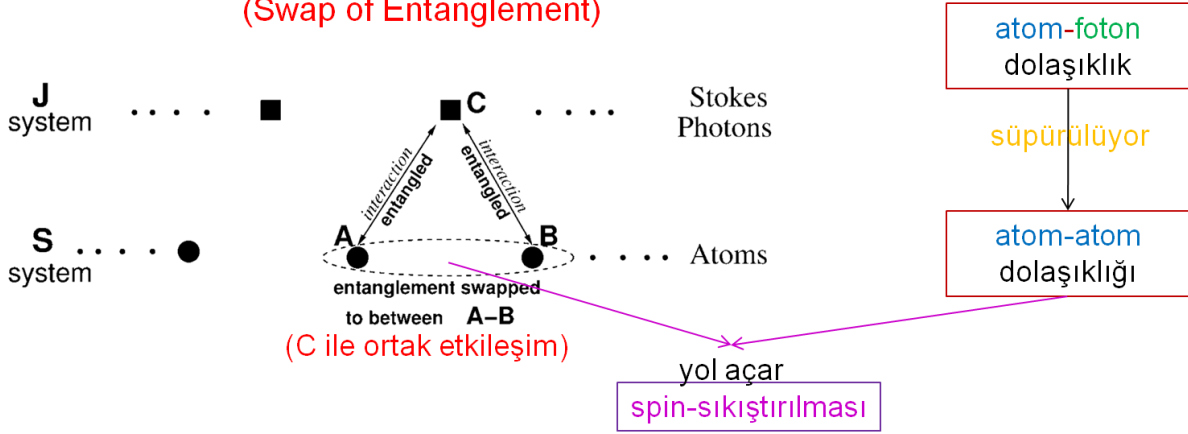 (Swap of Entanglement)
J
system
C
Stokes
Photons
interaction
entangled
interaction
entangled
S
system
A
B
Atoms
entanglement swapped
to between A–B
(C ile ortak etkileşim)
atom-foton
dolaşıklık
süpürülüyor
atom-atom
dolaşıklığı
yol açar
spin-sıkıştırılması